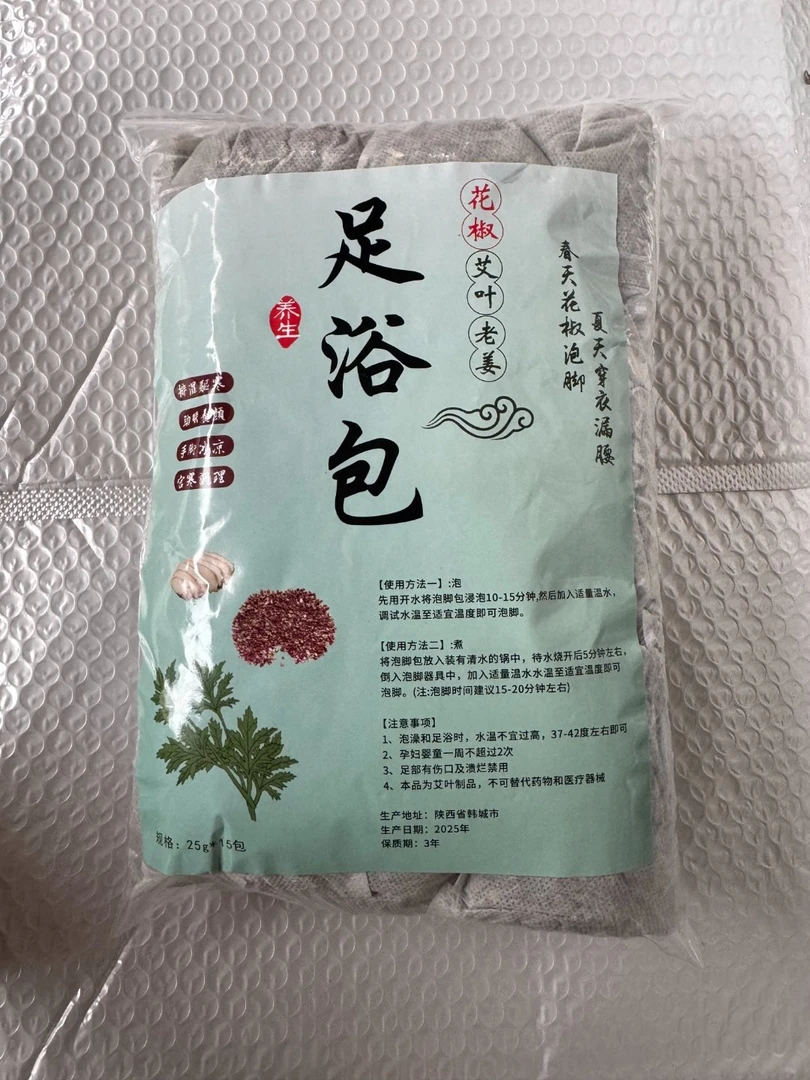 足浴包
养生
花椒艾叶老姜
春天花椒泡脚
夏天穿衣漏腰
手脚冰凉
宫寒调理
【使用方法一】:泡
先用开水将泡脚包浸泡10-15分钟,然后加入适量温水，
调试水温至适宜温度即可泡脚。
【使用方法二】:煮
将泡脚包放入装有清水的锅中，待水烧开后5分钟左右，
倒入泡脚器具中，加入适量温水水温至适宜温度即可
泡脚。(注:泡脚时间建议15-20分钟左右)
【注意事项】
1、泡澡和足浴时，水温不宜过高，37-42度左右即可
2、孕妇婴童一周不超过2次
3、足部有伤口及溃烂禁用
4、本品为艾叶制品，不可替代药物和医疗器械
生产地址：陕西省韩城市
生产日期：2025年
保质期：3年
规格：25g*15包